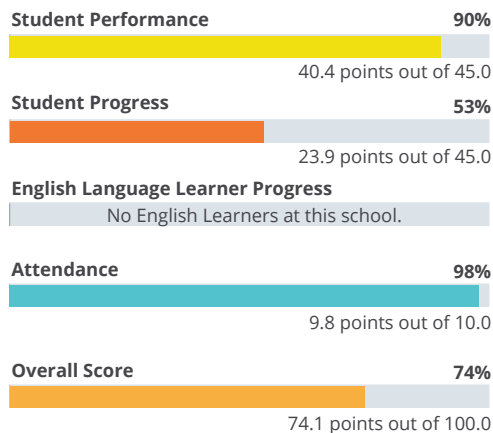 Student Performance 90%
40.4 points out of 45.0
Student Progress 53%
23.9 points out of 45.0
English Language Learner Progress
No English Learners at this school.
Attendance 98%
9.8 points out of 10.0
Overall Score 74%
74.1 points out of 100.0